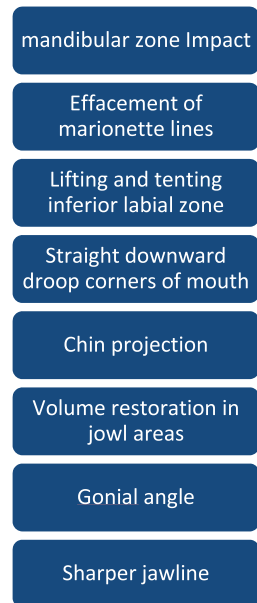 mandibular zone Impact
Effacement of
marionette lines
Lifting and tenting
inferior labial zone
Straight downward
droop corners of mouth
Chin projection
Volume restoration in
jowl areas
Gonial angle
Sharper jawline